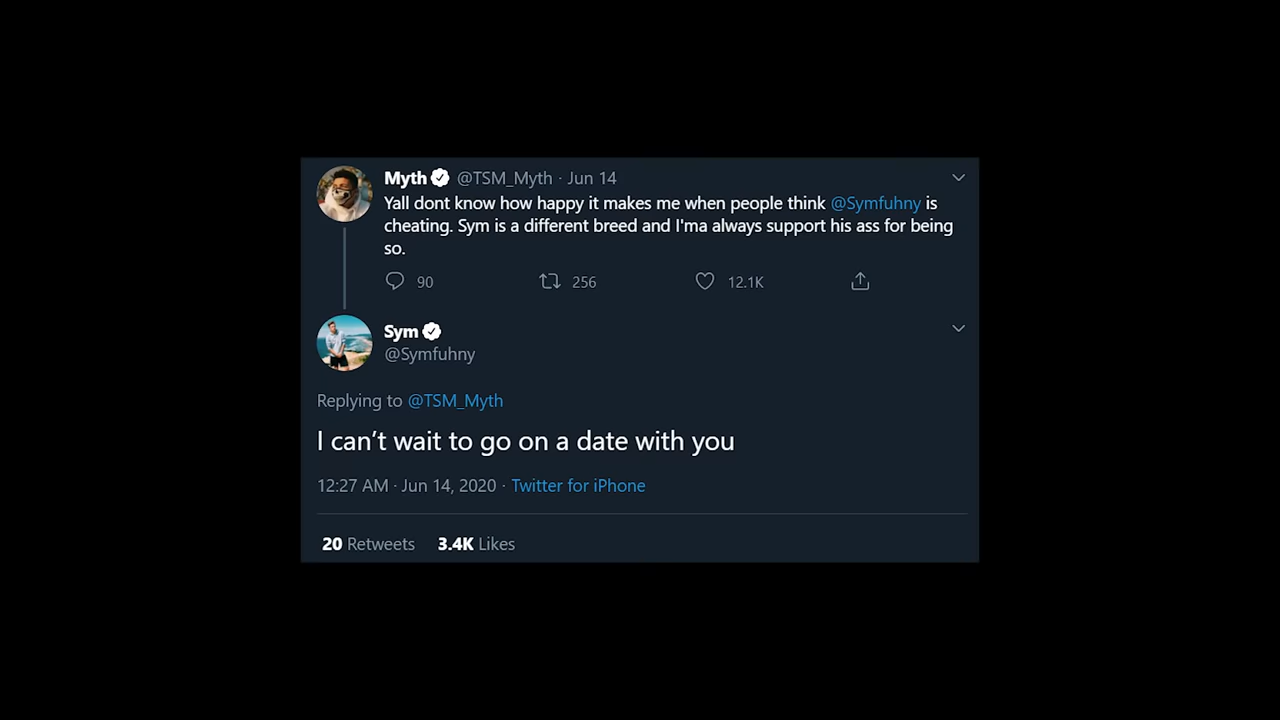 Myth @TSM_Myth · Jun 14
Yall dont know how happy it makes me when people think @Symfuhny is
cheating. Sym is a different breed and I'ma always support his ass for being
so.
90 256 12.1K
Sym
@Symfuhny
Replying to @TSM_Myth
I can’t wait to go on a date with you
12:27 AM · Jun 14, 2020 · Twitter for iPhone
20 Retweets 3.4K Likes